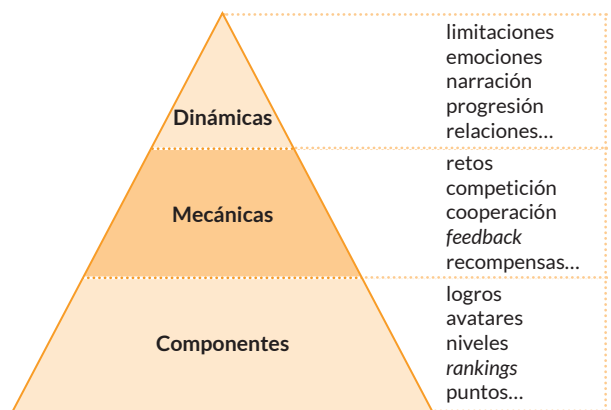 limitaciones
emociones
narración
progresión
relaciones…
Dinámicas
retos
competición
cooperación
feedback
recompensas…
Mecánicas
logros
avatares
niveles
rankings
puntos…
Componentes